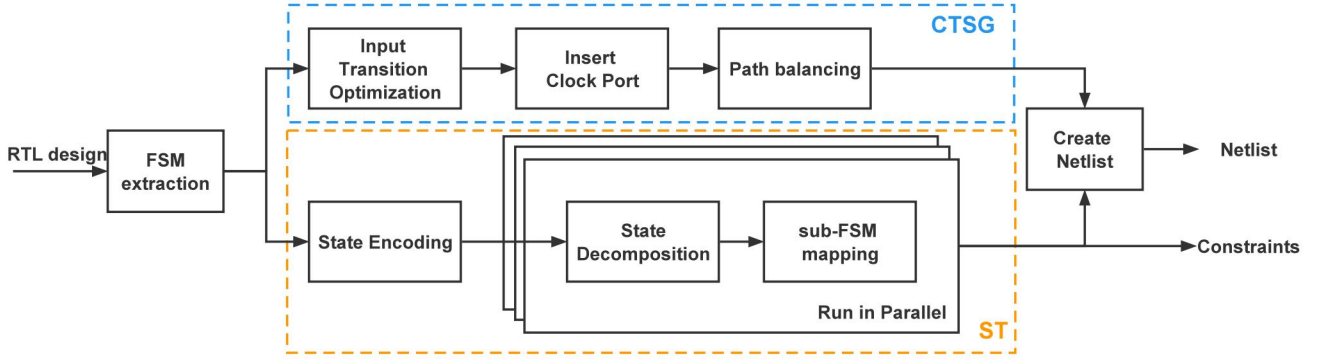 CTSG
Input
Transition
Optimization
Insert
Clock Port
Path balancing
RTL design
FSM
extraction
Create
Netlist
Netlist
State Encoding
State
Decomposition
sub-FSM
mapping
Constraints
Run in Parallel
ST